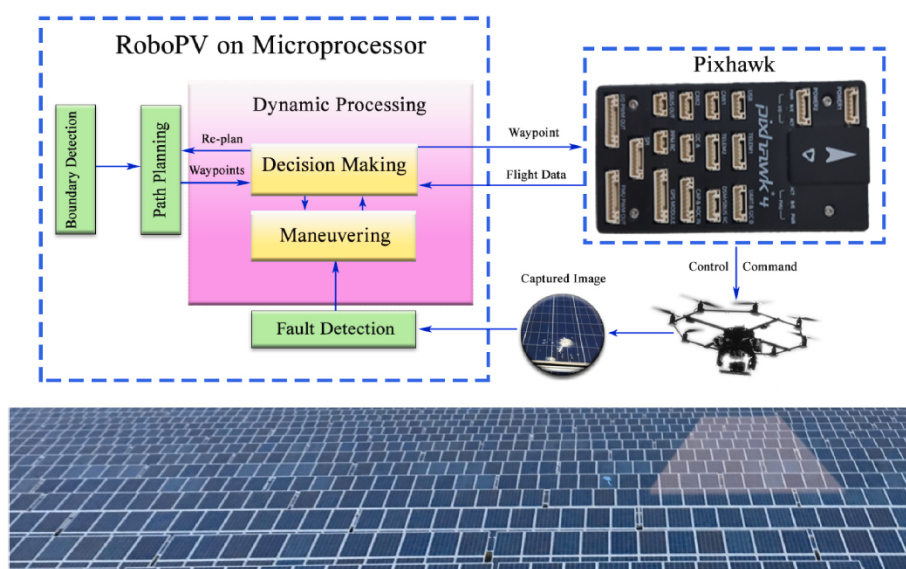 RoboPV on Microprocessor
Pixhawk
Dynamic Processing
Boundary Detection
Path Planning
Re-plan
Waypoints
Decision Making
Maneuvering
Fault Detection
Waypoint
Flight Data
pixhawk 4
Control
Command
Captured Image